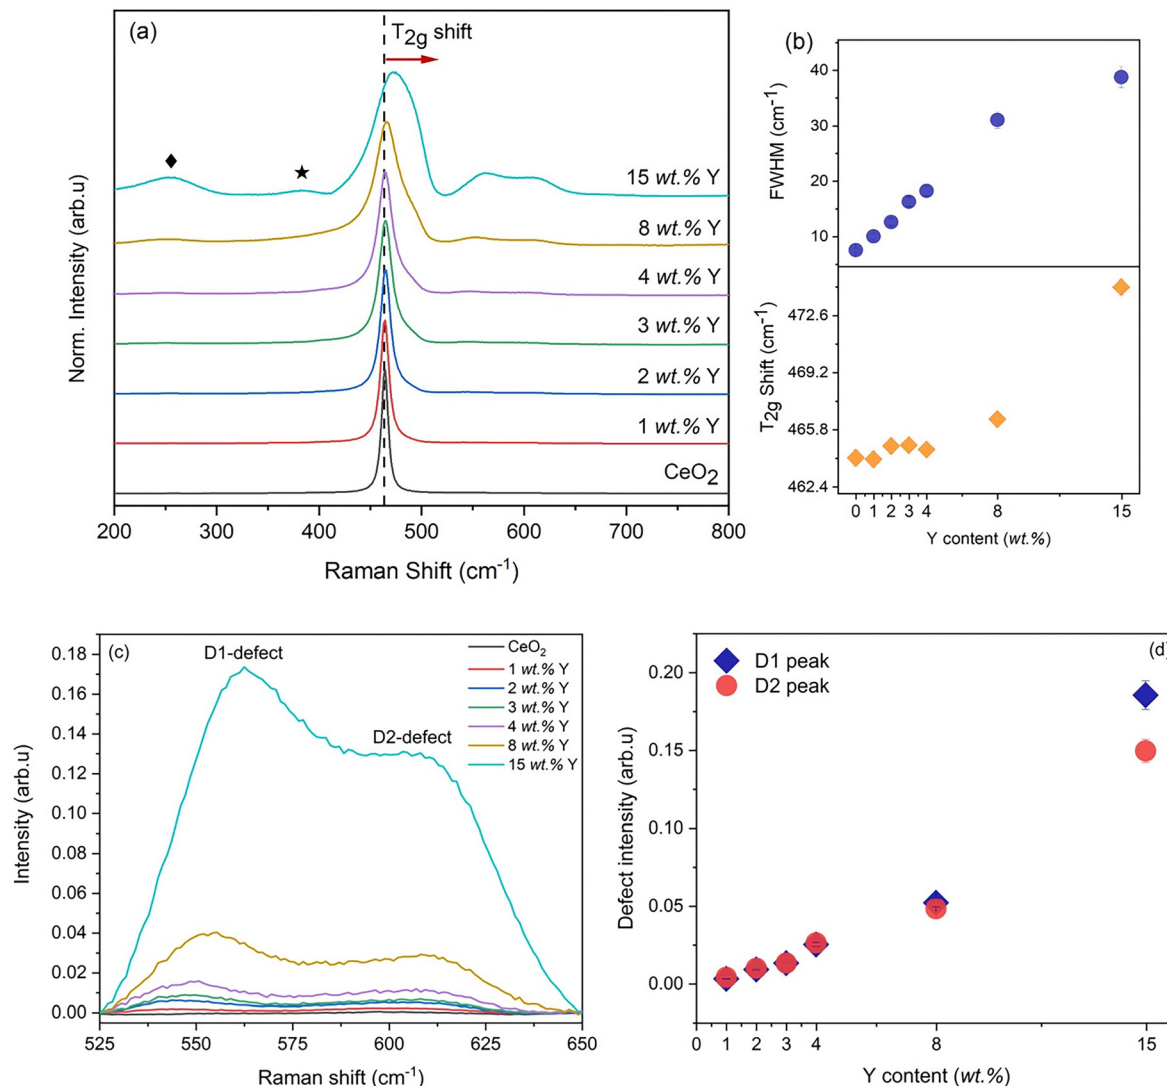 (a)
T2g shift
15 wt.% Y
8 wt.% Y
4 wt.% Y
3 wt.% Y
2 wt.% Y
1 wt.% Y
CeO2
Norm. Intensity (arb.u)
200 300 400 500 600 700 800
Raman Shift (cm-1)
(b)
40
30
20
10
FWHM (cm-1)
472.6
469.2
465.8
462.4
T2g Shift (cm-1)
0 1 2 3 4 8 15
Y content (wt.%)
(c)
D1-defect
D2-defect
CeO2
1 wt.% Y
2 wt.% Y
3 wt.% Y
4 wt.% Y
8 wt.% Y
15 wt.% Y
0.18
0.16
0.14
0.12
0.10
0.08
0.06
0.04
0.02
0.00
Intensity (arb.u)
525 550 575 600 625 650
Raman shift (cm-1)
(d)
D1 peak
D2 peak
0.20
0.15
0.10
0.05
0.00
Defect intensity (arb.u)
0 1 2 3 4 8 15
Y content (wt.%)